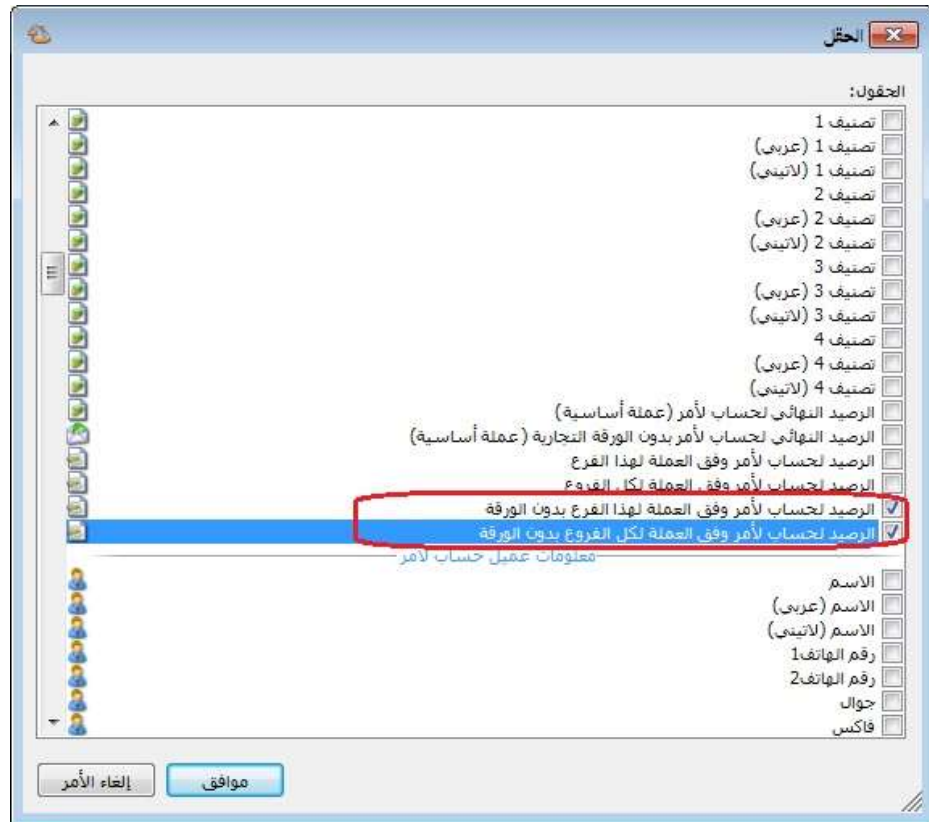 الحقل
الحقول:
تصنيف 1
تصنيف 1 (عربي)
تصنيف 1 (لاتيني)
تصنيف 2
تصنيف 2 (عربي)
تصنيف 2 (لاتيني)
تصنيف 3
تصنيف 3 (عربي)
تصنيف 3 (لاتيني)
تصنيف 4
تصنيف 4 (عربي)
تصنيف 4 (لاتيني)
الرصيد النهائي لحساب لأمر (عملة أساسية)
الرصيد النهائي لحساب لأمر بدون الورقة التجارية (عملة أساسية)
الرصيد لحساب لأمر وفق العملة لهذا الفرع
الرصيد لحساب لأمر وفق العملة لكل الفروع
الرصيد لحساب لأمر وفق العملة لهذا الفرع بدون الورقة
الرصيد لحساب لأمر وفق العملة لكل الفروع بدون الورقة
معلومات عميل حساب لأمر
الاسم
الاسم (عربي)
الاسم (لاتيني)
رقم الهاتف1
رقم الهاتف2
جوال
فاكس
موافق
إلغاء الأمر